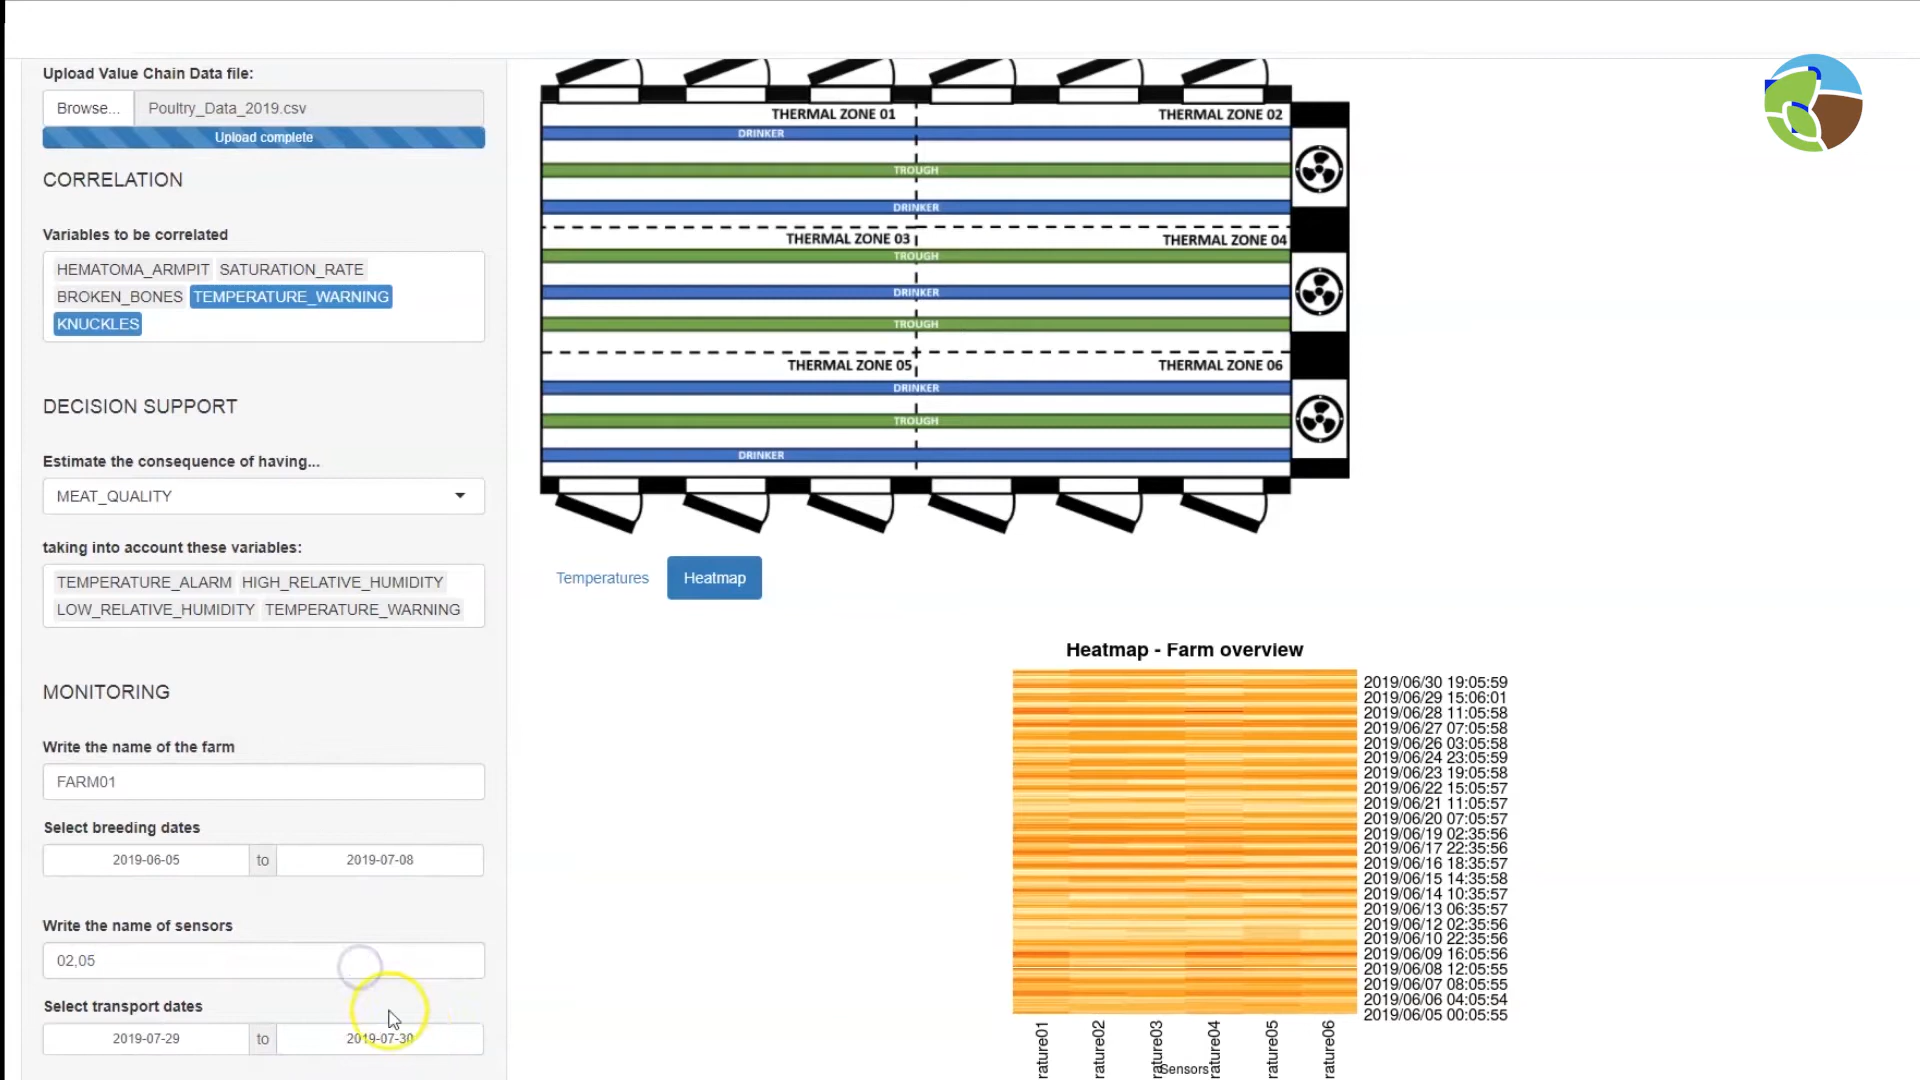 Upload Value Chain Data file:
Browse... Poultry_Data_2019.csv
Upload complete
CORRELATION
Variables to be correlated
HEMATOMA_ARMPIT SATURATION_RATE
BROKEN_BONES TEMPERATURE_WARNING
KNUCKLES
DECISION SUPPORT
Estimate the consequence of having...
MEAT_QUALITY
taking into account these variables:
TEMPERATURE_ALARM HIGH_RELATIVE_HUMIDITY
LOW_RELATIVE_HUMIDITY TEMPERATURE_WARNING
MONITORING
Write the name of the farm
FARM01
Select breeding dates
2019-06-05 to 2019-07-08
Write the name of sensors
02,05
Select transport dates
2019-07-29 to 2019-07-30
THERMAL ZONE 01 THERMAL ZONE 02
DRINKER
TROUGH
DRINKER
THERMAL ZONE 03 THERMAL ZONE 04
TROUGH
DRINKER
TROUGH
THERMAL ZONE 05 THERMAL ZONE 06
DRINKER
TROUGH
DRINKER
Temperatures Heatmap
Heatmap - Farm overview
2019/06/30 19:05:59
2019/06/29 15:06:01
2019/06/28 11:05:58
2019/06/27 07:05:58
2019/06/26 03:05:58
2019/06/24 23:05:59
2019/06/23 19:05:58
2019/06/22 15:05:57
2019/06/21 11:05:57
2019/06/20 07:05:57
2019/06/19 02:35:56
2019/06/17 22:35:56
2019/06/16 18:35:57
2019/06/15 14:35:58
2019/06/14 10:35:57
2019/06/13 06:35:57
2019/06/12 02:35:56
2019/06/10 22:35:56
2019/06/09 16:05:56
2019/06/08 12:05:55
2019/06/07 08:05:55
2019/06/06 04:05:54
2019/06/05 00:05:55
rature01 rature02 rature03 rature04 rature05 rature06
Sensors